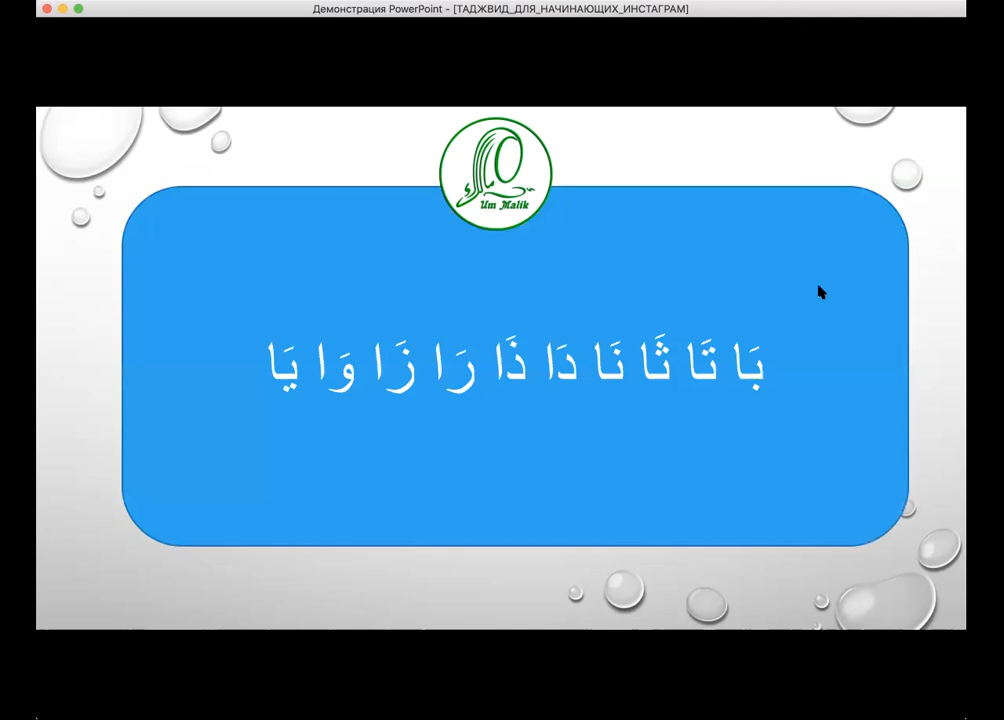 Демонстрация PowerPoint - [ТАДЖВИД_ДЛЯ_НАЧИНАЮЩИХ_ИНСТАГРАМ]
Um Malik
بَا تَا ثَا نَا دَا ذَا رَا زَا وَا يَا